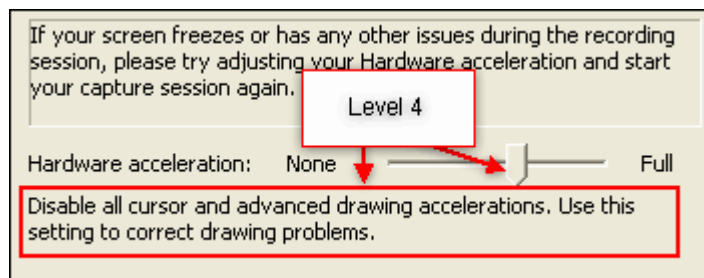 If your screen freezes or has any other issues during the recording
session, please try adjusting your Hardware acceleration and start
your capture session again.
Level 4
Hardware acceleration: None Full
Disable all cursor and advanced drawing accelerations. Use this
setting to correct drawing problems.